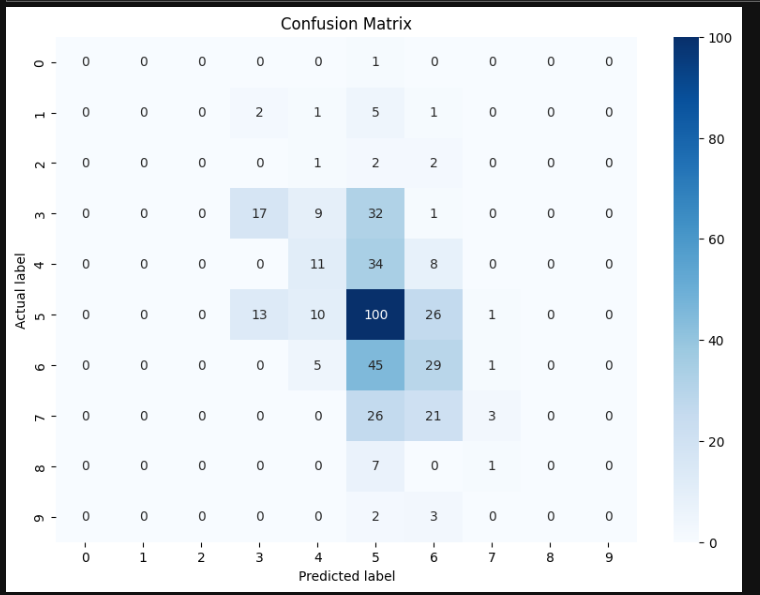 Confusion Matrix
0 0 0 0 0 0 1 0 0 0 0
1 0 0 0 2 1 5 1 0 0 0
2 0 0 0 0 1 2 2 0 0 0
3 0 0 0 17 9 32 1 0 0 0
4 0 0 0 0 11 34 8 0 0 0
5 0 0 0 13 10 100 26 1 0 0
6 0 0 0 0 5 45 29 1 0 0
7 0 0 0 0 0 26 21 3 0 0
8 0 0 0 0 0 7 0 1 0 0
9 0 0 0 0 0 2 3 0 0 0
0 1 2 3 4 5 6 7 8 9
Predicted label
Actual label
100
80
60
40
20
0